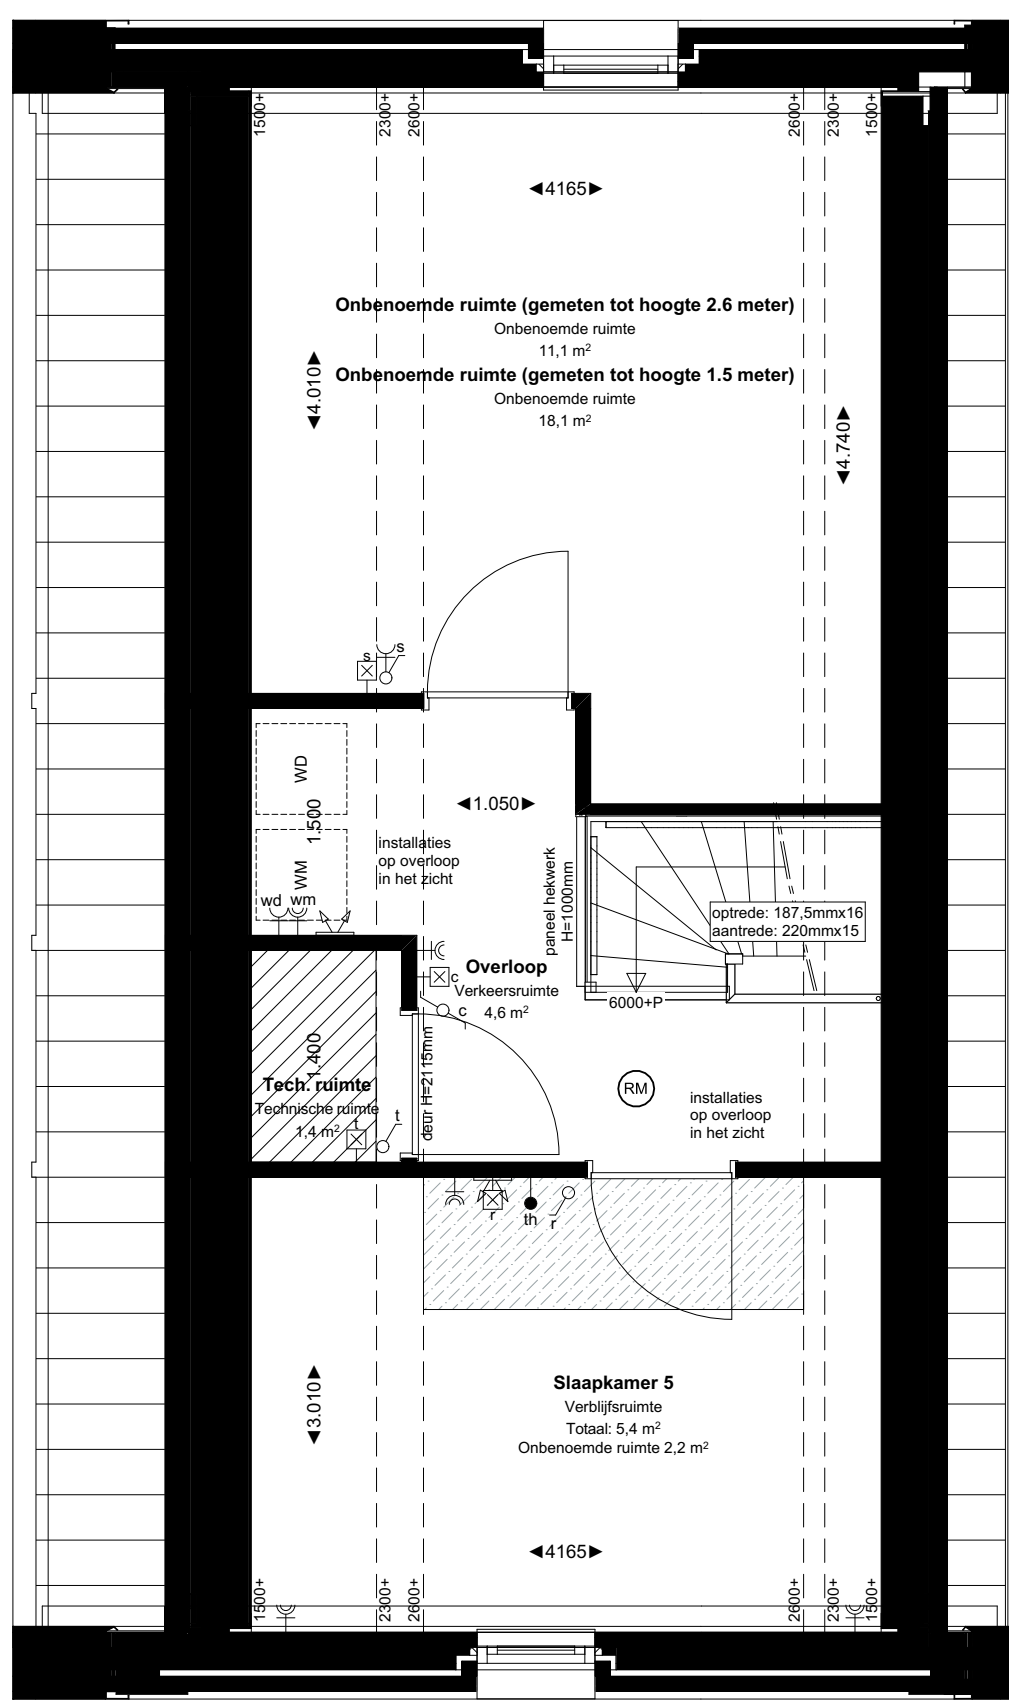 1500+
2300+
2600+
2600+
2300+
1500+
4165
Onbenoemde ruimte (gemeten tot hoogte 2.6 meter)
Onbenoemde ruimte
11,1 m²
Onbenoemde ruimte (gemeten tot hoogte 1.5 meter)
Onbenoemde ruimte
18,1 m²
4.010
4.740
s
s
WD
1.500
WM
wd
wm
installaties
op overloop
in het zicht
1.050
paneel hekwerk
H=1000mm
optrede: 187,5mmx16
aantrede: 220mmx15
6000+P
Overloop
Verkeersruimte
4,6 m²
c
c
deur H=2115mm
1.400
Tech. ruimte
Technische ruimte
1,4 m²
t
t
RM
installaties
op overloop
in het zicht
r
th
r
Slaapkamer 5
Verblijfsruimte
Totaal: 5,4 m²
Onbenoemde ruimte 2,2 m²
3.010
4165
1500+
2300+
2600+
2600+
2300+
1500+